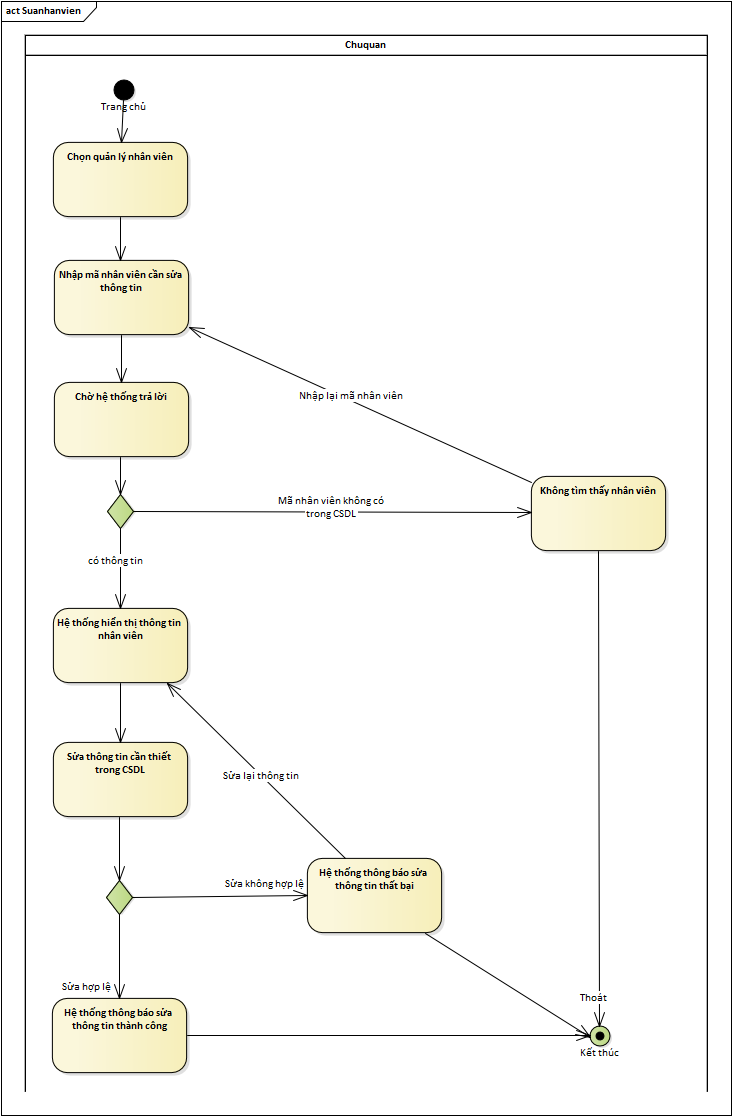 act Suanhanvien
Chuquan
Trang chủ
Chọn quản lý nhân viên
Nhập mã nhân viên cần sửa
thông tin
Chờ hệ thống trả lời
Nhập lại mã nhân viên
Không tìm thấy nhân viên
Mã nhân viên không có
trong CSDL
có thông tin
Hệ thống hiển thị thông tin
nhân viên
Sửa thông tin cần thiết
trong CSDL
Sửa lại thông tin
Hệ thống thông báo sửa
thông tin thất bại
Sửa không hợp lệ
Sửa hợp lệ
Hệ thống thông báo sửa
thông tin thành công
Thoát
Kết thúc